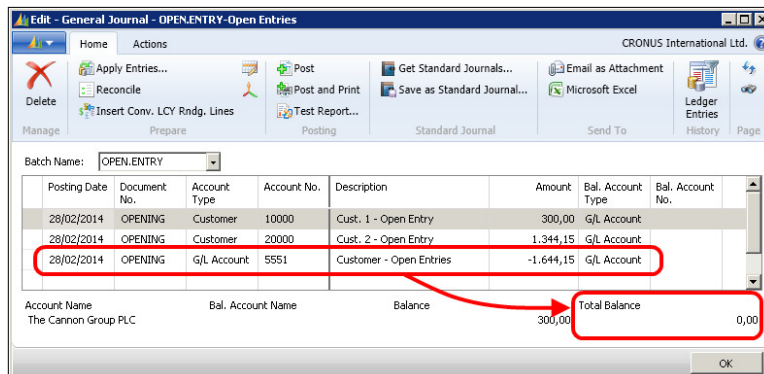 Edit - General Journal - OPEN.ENTRY-Open Entries
Home Actions CRONUS International Ltd.
Delete
Apply Entries...
Reconcile
Insert Conv. LCY Rndg. Lines
Post
Post and Print
Test Report...
Get Standard Journals...
Save as Standard Journal...
Email as Attachment
Microsoft Excel
Ledger Entries
Manage Prepare Posting Standard Journal Send To History Page
Batch Name: OPEN.ENTRY
Posting Date Document No. Account Type Account No. Description Amount Bal. Account Type Bal. Account No.
28/02/2014 OPENING Customer 10000 Cust. 1 - Open Entry 300,00 G/L Account
28/02/2014 OPENING Customer 20000 Cust. 2 - Open Entry 1.344,15 G/L Account
28/02/2014 OPENING G/L Account 5551 Customer - Open Entries -1.644,15 G/L Account
Account Name Bal. Account Name Balance Total Balance
The Cannon Group PLC 300,00 0,00
OK